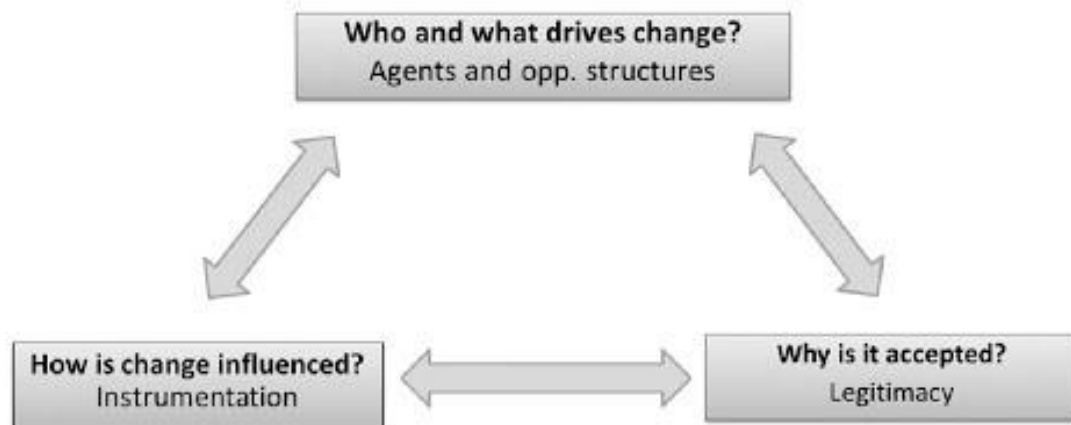 Who and what drives change?
Agents and opp. structures
How is change influenced?
Instrumentation
Why is it accepted?
Legitimacy